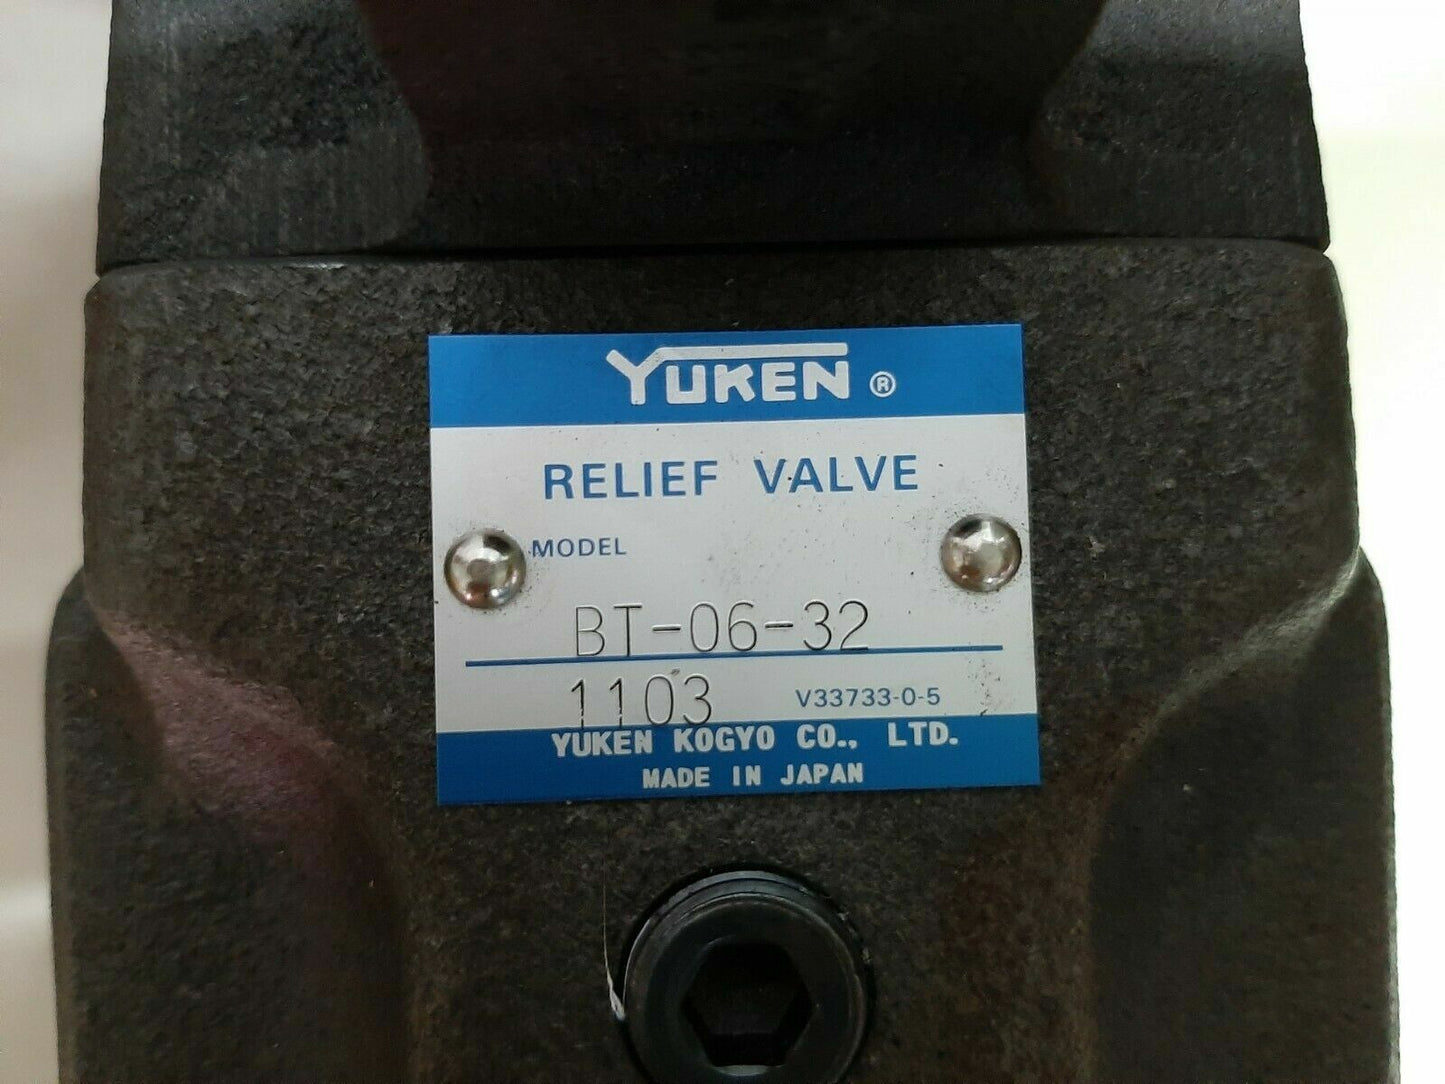 YUKEN ®
RELIEF VALVE
MODEL
BT-06-32
1103 V33733-0-5
YUKEN KOGYO CO., LTD.
MADE IN JAPAN